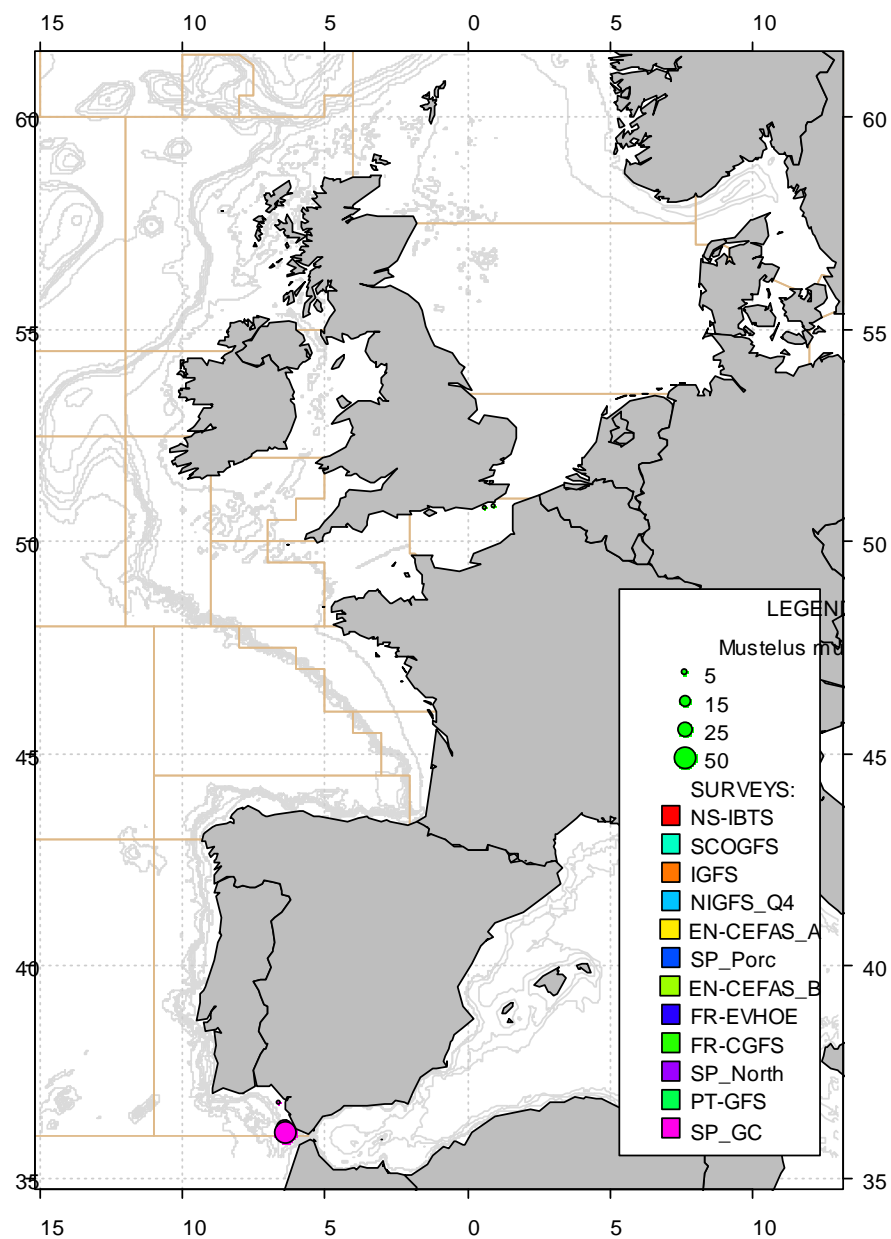 15 10 5 0 5 10
60 60
55 55
50 50
LEGEN
Mustelus mu
5
15
25
50
45 45
SURVEYS:
NS-IBTS
SCOGFS
IGFS
NIGFS_Q4
EN-CEFAS_A
40 40
SP_Porc
EN-CEFAS_B
FR-EVHOE
FR-CGFS
SP_North
PT-GFS
SP_GC
35 35
15 10 5 0 5 10